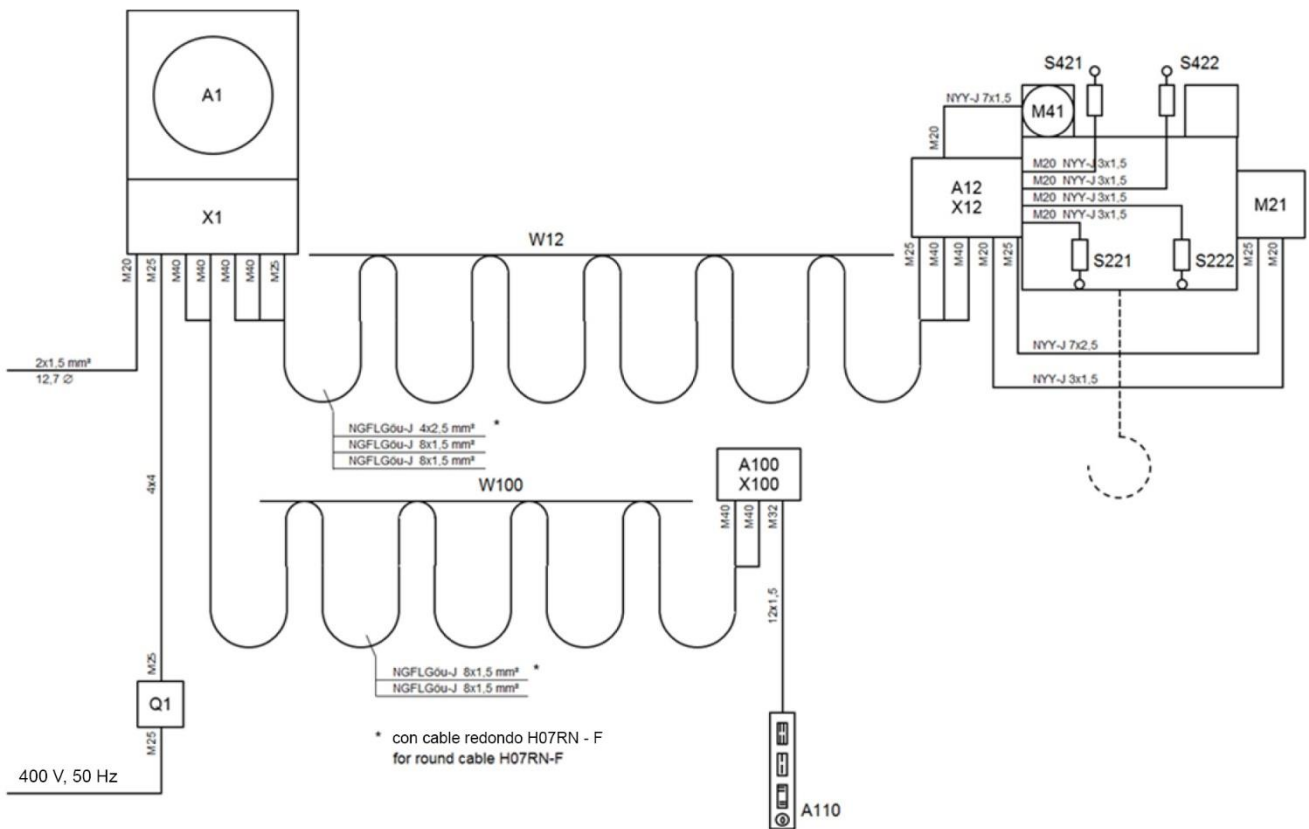 A1
X1
M20
M25
M40
M40
M40
M40
M25
2x1,5 mm²
12,7 Ø
4x4
M25
Q1
M25
400 V, 50 Hz
W12
NGFLGöu-J 4x2,5 mm² *
NGFLGöu-J 8x1,5 mm²
NGFLGöu-J 8x1,5 mm²
W100
NGFLGöu-J 8x1,5 mm² *
NGFLGöu-J 8x1,5 mm²
* con cable redondo H07RN - F
for round cable H07RN-F
A100
X100
M40
M40
M32
12x1,5
A110
S421
S422
NYY-J 7x1,5
M41
M20
A12
X12
M20 NYY-J 3x1,5
M20 NYY-J 3x1,5
M20 NYY-J 3x1,5
M20 NYY-J 3x1,5
M21
S221
S222
M25
M40
M40
M20
M25
M25
M20
NYY-J 7x2,5
NYY-J 3x1,5